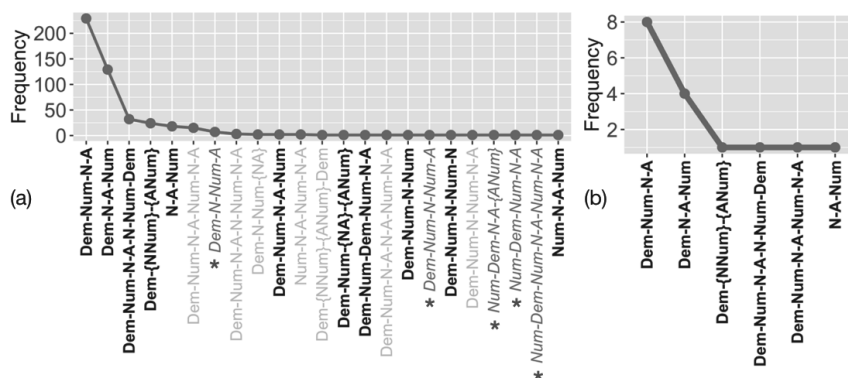 Frequency
200
150
100
50
0
Dem-Num-N-A
Dem-N-A-Num
Dem-Num-N-A-N-Num-Dem
Dem-{NNum}-{ANum}
N-A-Num
Dem-Num-N-A-Num-N-A
* Dem-N-Num-A
Dem-Num-N-A-N-Num-N-A
Dem-N-Num-{NA}
Dem-Num-N-A-Num
Num-N-A-Num-N-A
Dem-{NNum}-{ANum}-Dem
Dem-Num-{NA}-{ANum}
Dem-Num-Dem-Num-N-A
Dem-Num-N-A-N-A-Num-N-A
Dem-Num-N-Num
* Dem-Num-N-Num-A
Dem-Num-N-Num-N
Dem-Num-N-Num-N-A
* Num-Dem-N-A-{ANum}
* Num-Dem-Num-N-A
* Num-Dem-Num-N-A-Num-N-A
Num-N-A-Num
(a)
Frequency
8
6
4
2
Dem-Num-N-A
Dem-N-A-Num
Dem-{NNum}-{ANum}
Dem-Num-N-A-N-Num-Dem
Dem-Num-N-A-Num-N-A
N-A-Num
(b)